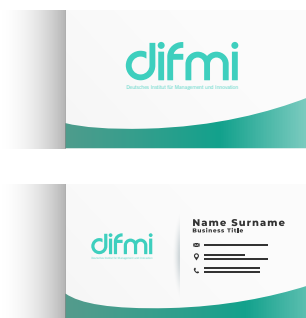 difmi
Deutsches Institut für Management und Innovation
difmi
Name Surname
Business Title